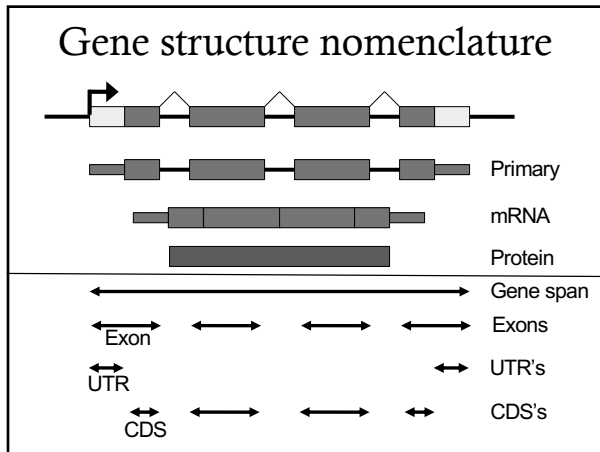 Gene structure nomenclature
Primary
mRNA
Protein
Gene span
Exons
Exon
UTR's
UTR
CDS's
CDS